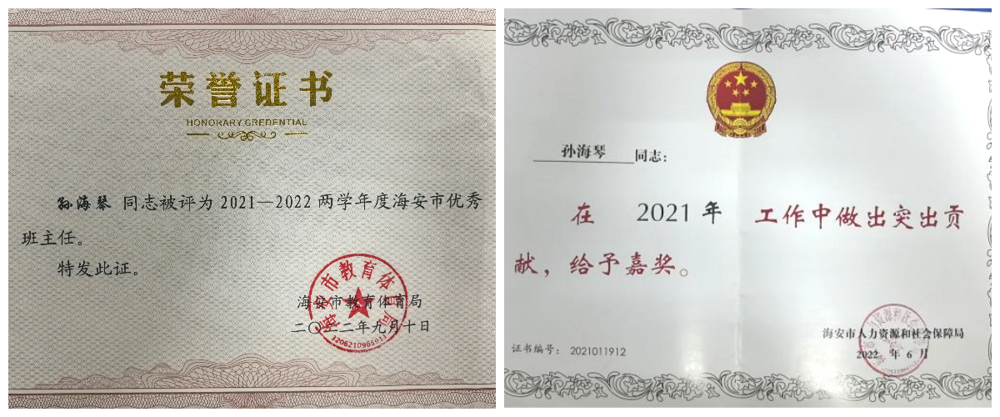 荣誉证书
HONORARY CREDENTIAL
孙海琴 同志被评为2021—2022两学年度海安市优秀
班主任。
特发此证。
海安市教育体育局
二〇二二年九月十日
孙海琴 同志:
在 2021年 工作中做出突出贡
献,给予嘉奖。
海安市人力资源和社会保障局
2022 年 6 月
证书编号: 2021011912